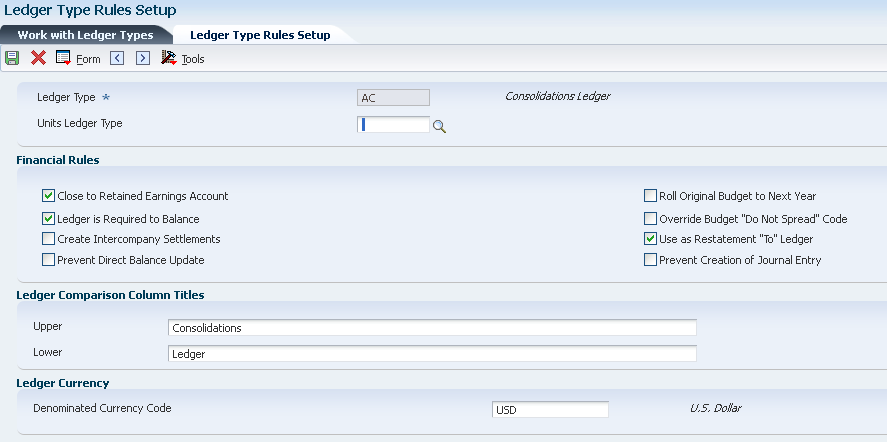 Ledger Type Rules Setup
Work with Ledger Types Ledger Type Rules Setup
Form Tools
Ledger Type * AC Consolidations Ledger
Units Ledger Type
Financial Rules
Close to Retained Earnings Account Roll Original Budget to Next Year
Ledger is Required to Balance Override Budget "Do Not Spread" Code
Create Intercompany Settlements Use as Restatement "To" Ledger
Prevent Direct Balance Update Prevent Creation of Journal Entry
Ledger Comparison Column Titles
Upper Consolidations
Lower Ledger
Ledger Currency
Denominated Currency Code USD U.S. Dollar